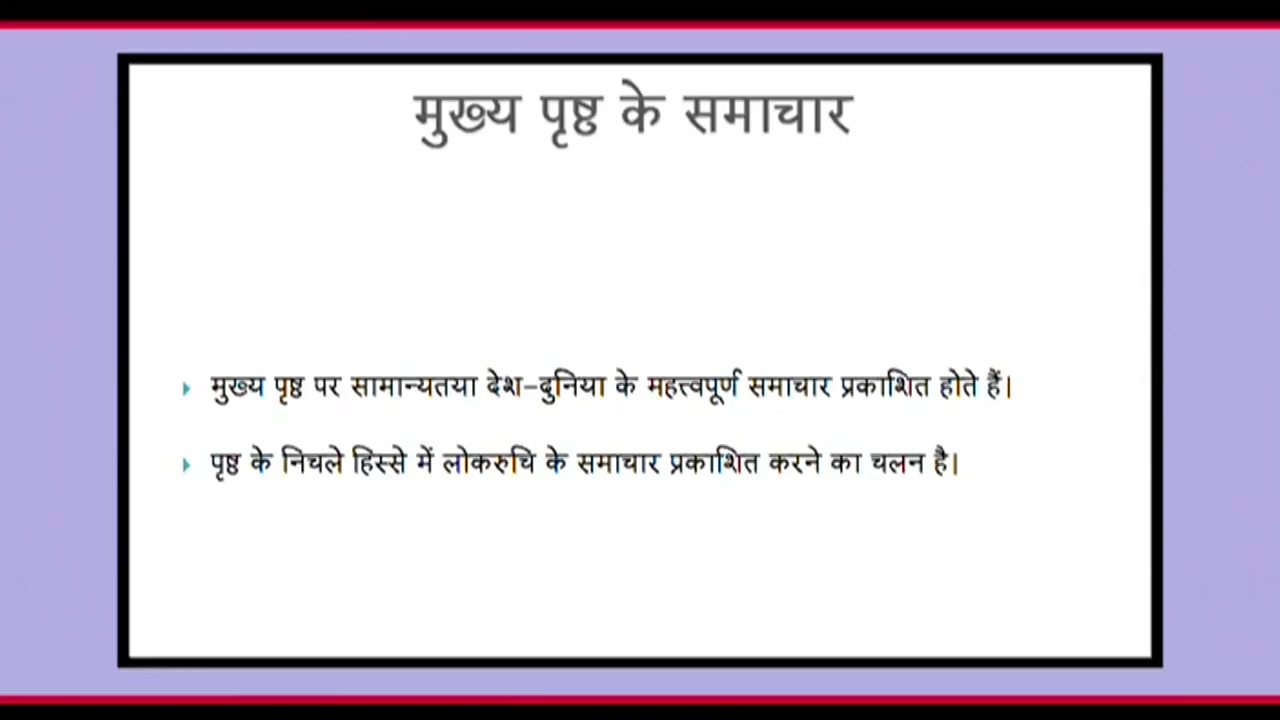 मुख्य पृष्ठ के समाचार
मुख्य पृष्ठ पर सामान्यतया देश-दुनिया के महत्त्वपूर्ण समाचार प्रकाशित होते हैं।
पृष्ठ के निचले हिस्से में लोकरुचि के समाचार प्रकाशित करने का चलन है।